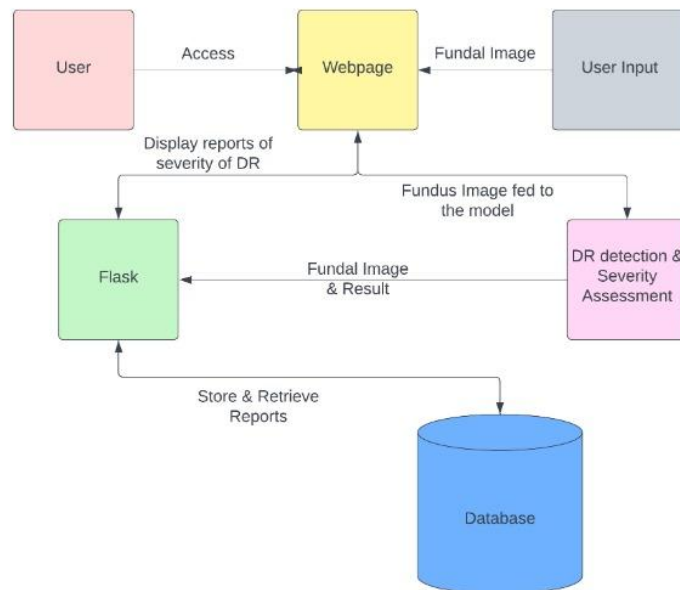 User
Access
Webpage
Fundal Image
User Input
Display reports of
severity of DR
Fundus Image fed to
the model
Flask
Fundal Image
& Result
DR detection &
Severity
Assessment
Store & Retrieve
Reports
Database